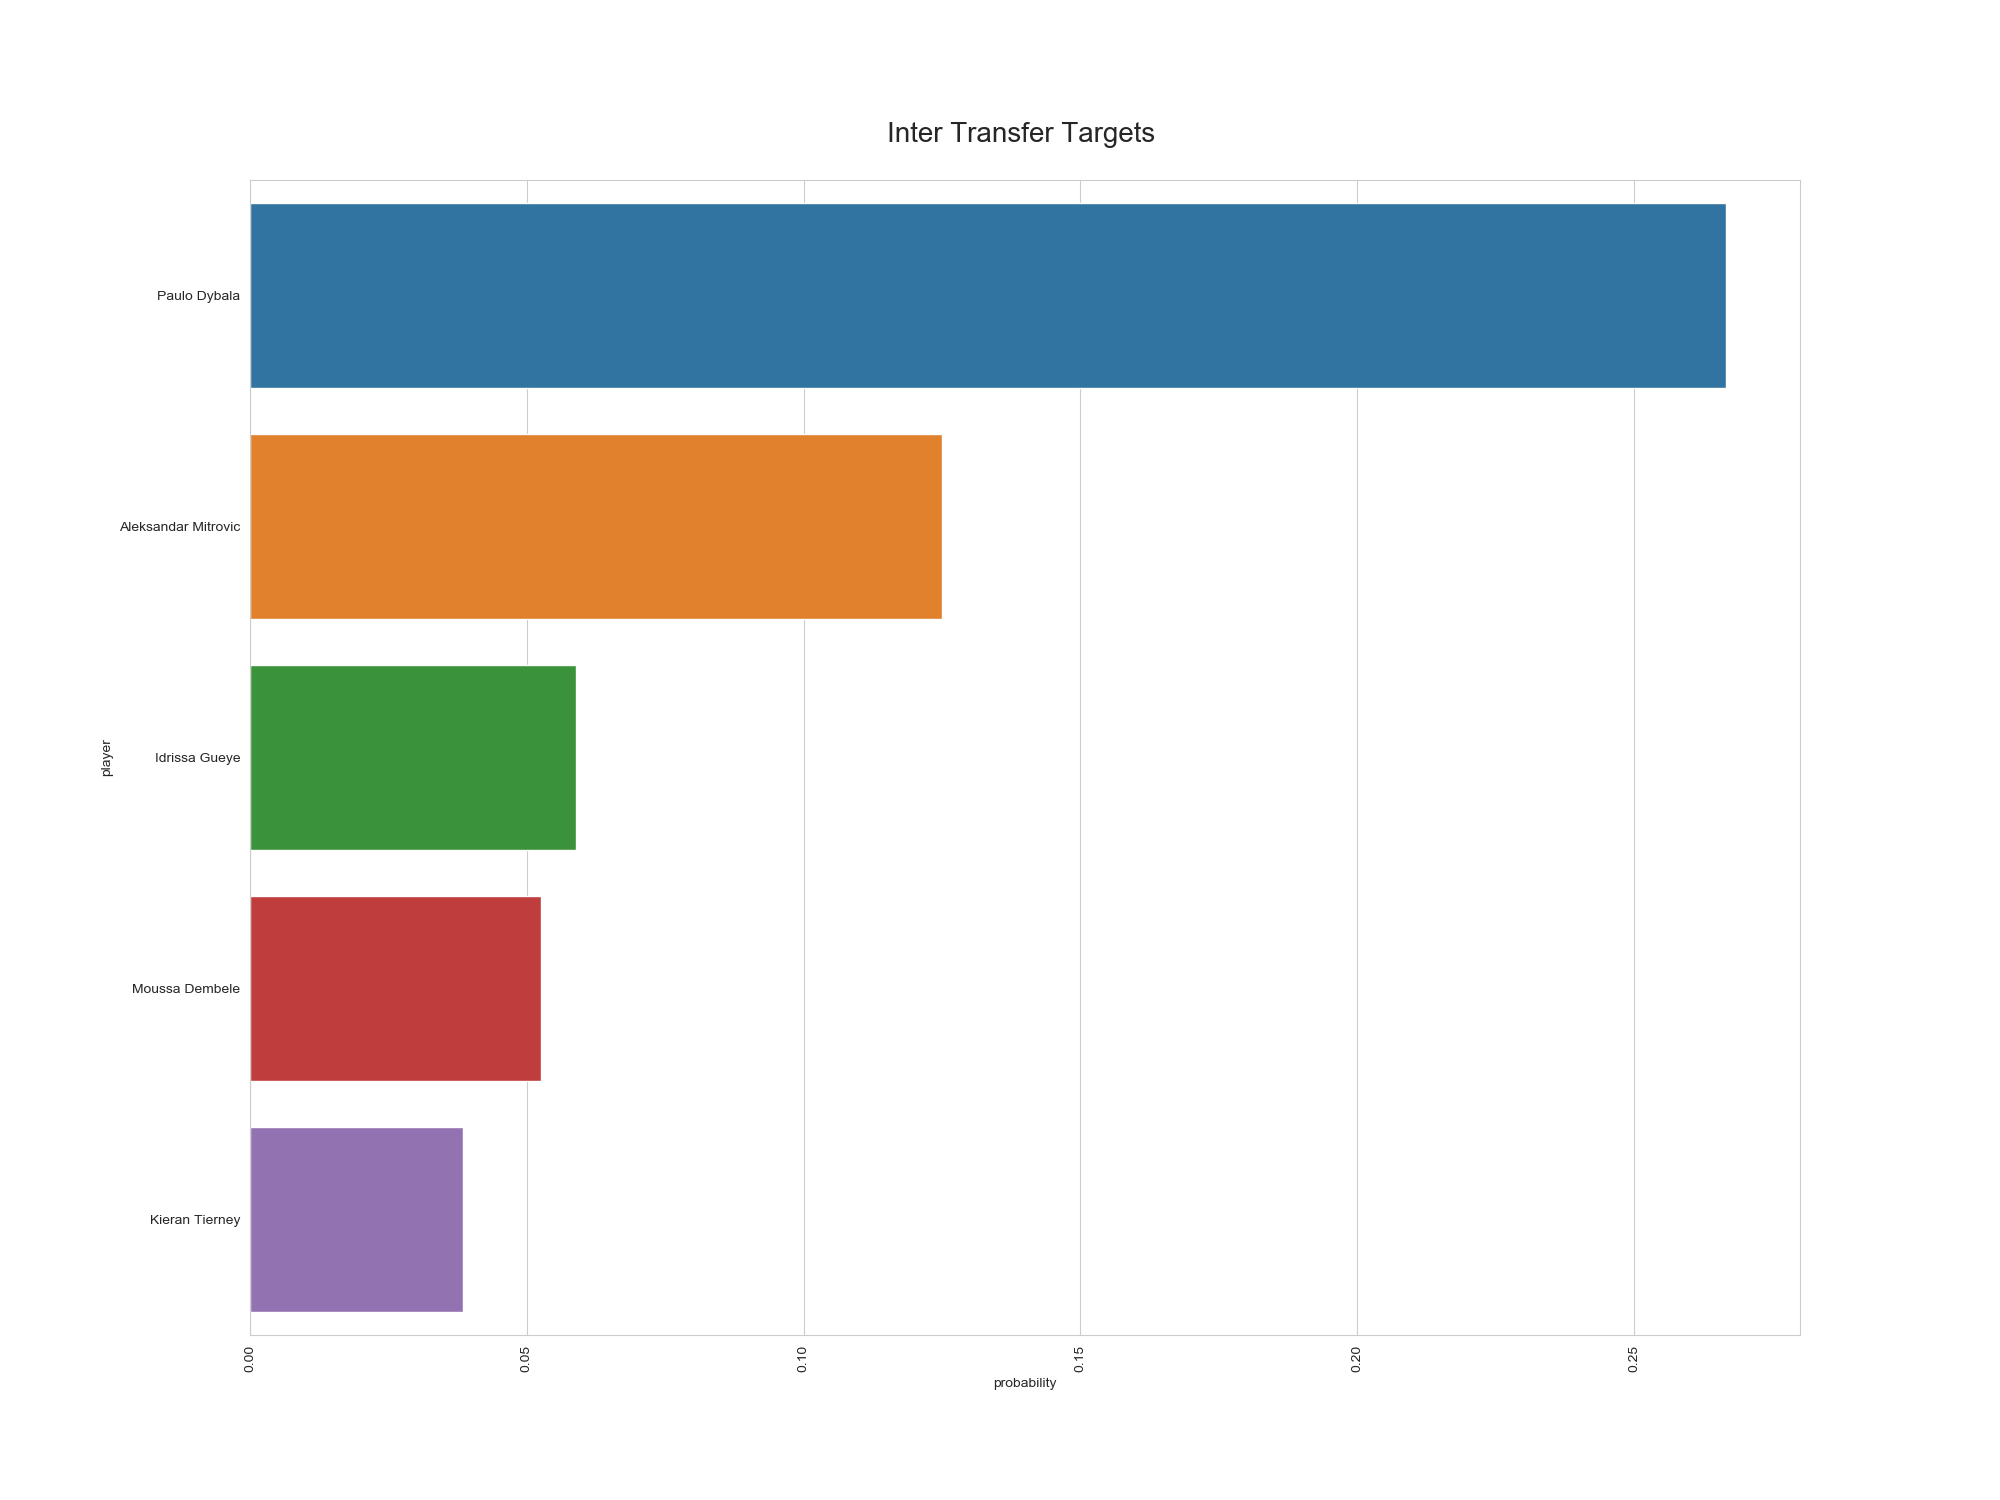 Inter Transfer Targets
Paulo Dybala
Aleksandar Mitrovic
Idrissa Gueye
Moussa Dembele
Kieran Tierney
player
0.00
0.05
0.10
0.15
0.20
0.25
probability